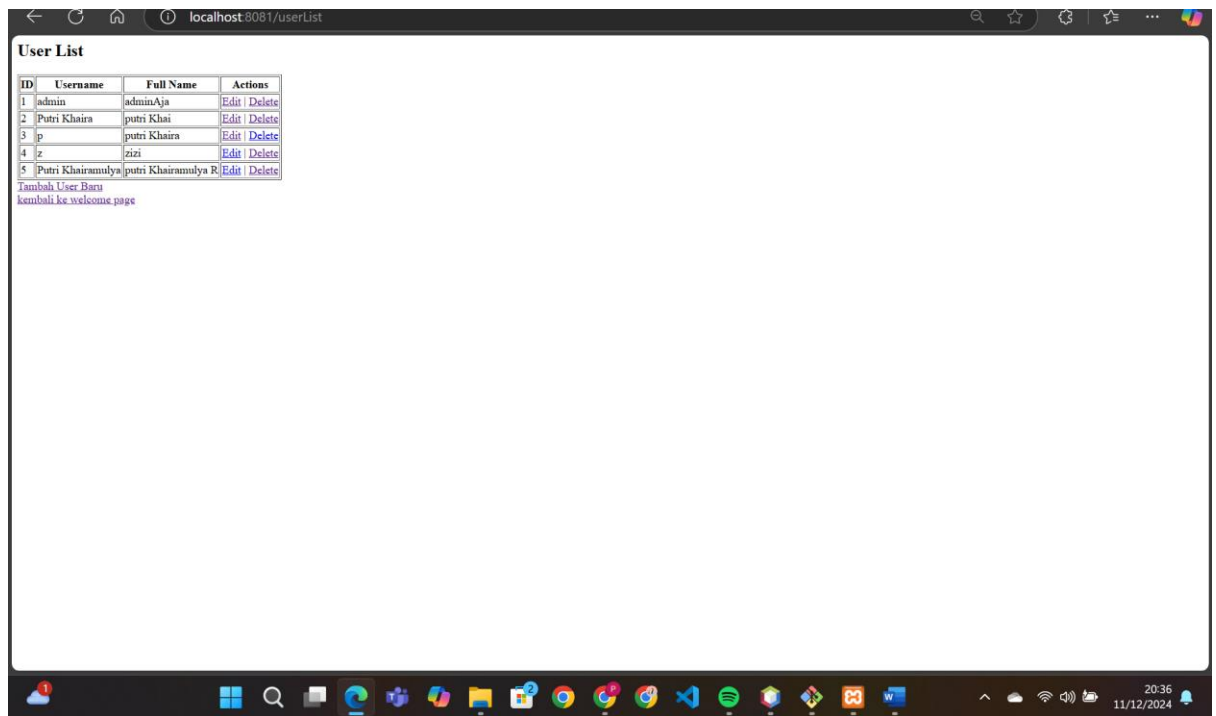 localhost:8081/userList
User List
ID Username Full Name Actions
1 admin adminAja Edit | Delete
2 Putri Khaira putri Khai Edit | Delete
3 p putri Khaira Edit | Delete
4 z zizi Edit | Delete
5 Putri Khairamulya putri Khairamulya R Edit | Delete
Tambah User Baru
kembali ke welcome page
1
2
P
W
20:36
11/12/2024